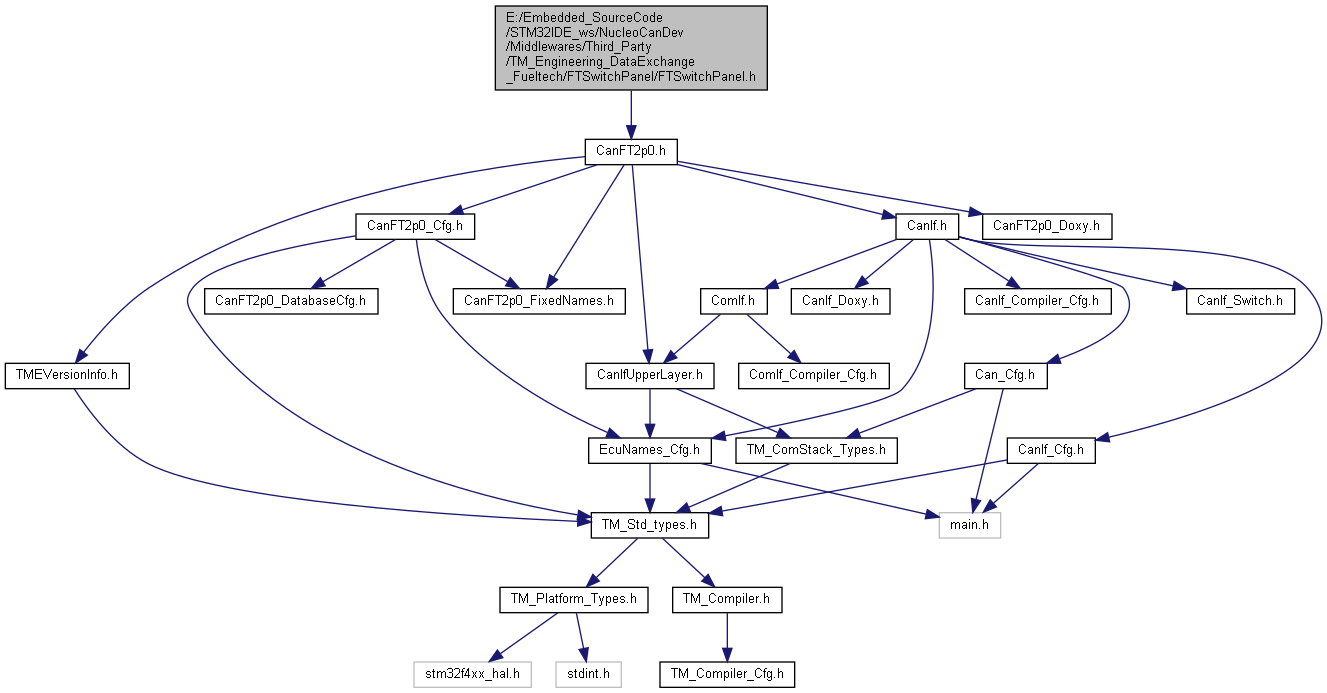 E:/Embedded_SourceCode
/STM32IDE_ws/NucleoCanDev
/Middlewares/Third_Party
/TM_Engineering_DataExchange
_Fueltech/FTSwitchPanel/FTSwitchPanel.h
CanFT2p0.h
CanFT2p0_Cfg.h
CanIf.h
CanFT2p0_Doxy.h
CanFT2p0_DatabaseCfg.h
CanFT2p0_FixedNames.h
ComIf.h
CanIf_Doxy.h
CanIf_Compiler_Cfg.h
CanIf_Switch.h
TMEVersionInfo.h
CanIfUpperLayer.h
ComIf_Compiler_Cfg.h
Can_Cfg.h
EcuNames_Cfg.h
TM_ComStack_Types.h
CanIf_Cfg.h
TM_Std_types.h
main.h
TM_Platform_Types.h
TM_Compiler.h
stm32f4xx_hal.h
stdint.h
TM_Compiler_Cfg.h